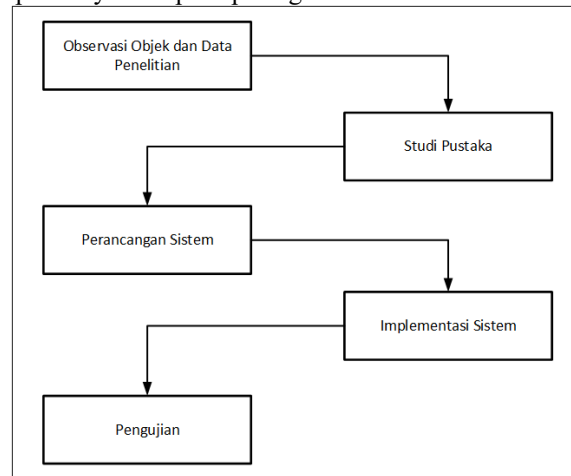 Observasi Objek dan Data
Penelitian
Studi Pustaka
Perancangan Sistem
Implementasi Sistem
Pengujian